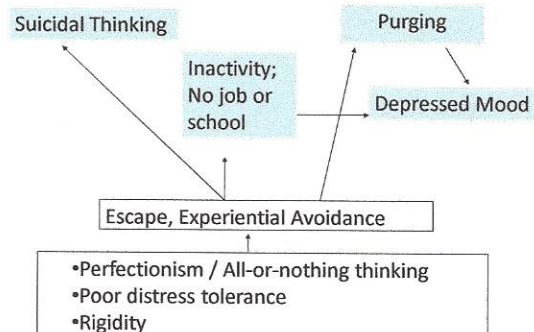 Suicidal Thinking
Purging
Inactivity;
No job or
school
Depressed Mood
Escape, Experiential Avoidance
•Perfectionism / All-or-nothing thinking
•Poor distress tolerance
•Rigidity